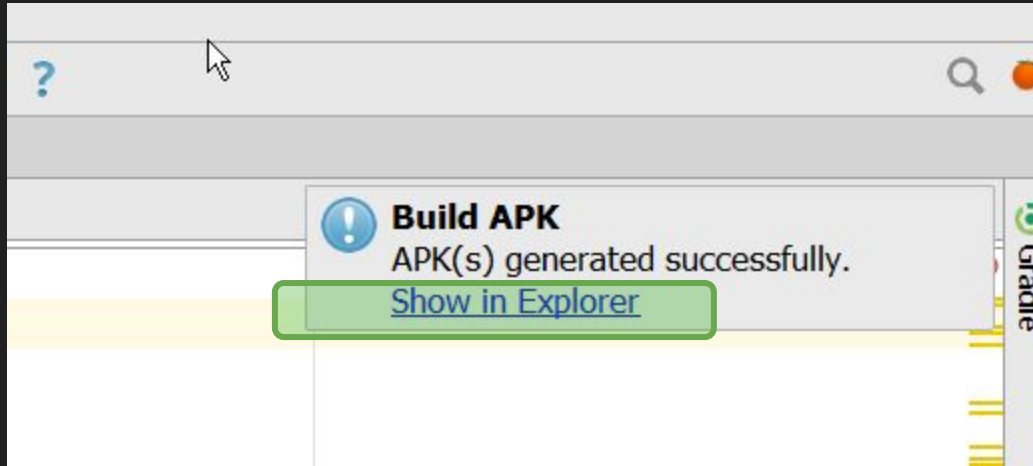 ?
Build APK
APK(s) generated successfully.
Show in Explorer
Gradle